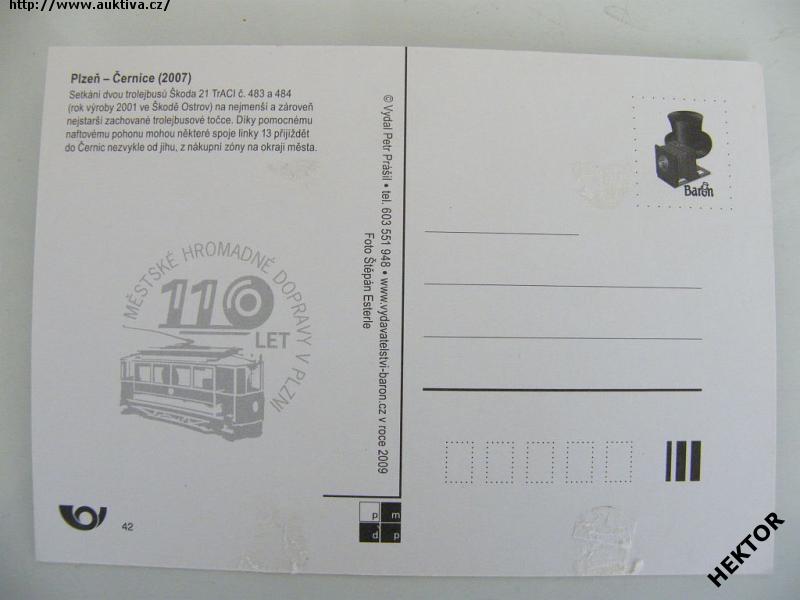 http://www.auktiva.cz/
Plzeň – Černice (2007)
Setkání dvou trolejbusů Škoda 21 TrACI č. 483 a 484
(rok výroby 2001 ve Škodě Ostrov) na nejmenší a zároveň
nejstarší zachované trolejbusové točce. Díky pomocnému
naftovému pohonu mohou některé spoje linky 13 přijíždět
do Černic nezvykle od jihu, z nákupní zóny na okraji města.
MĚSTSKÉ HROMADNÉ DOPRAVY V PLZNI
110
LET
42
© Vydal Petr Prášil • tel. 603 551 948 • www.vydavatelstvi-baron.cz v roce 2009
Foto Štěpán Esterle
p m
d p
Baron
HEKTOR